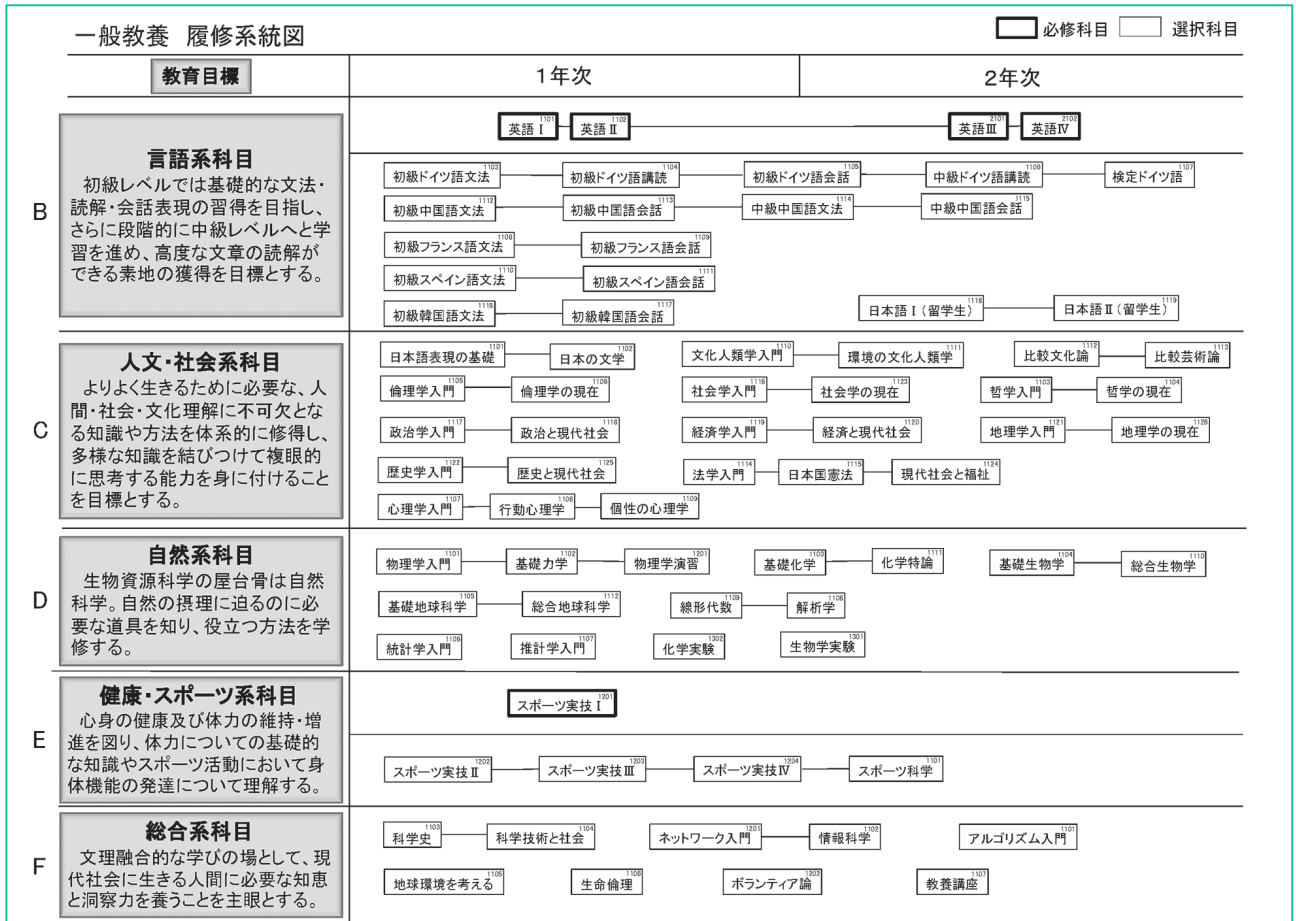 一般教養 履修系統図
必修科目 選択科目
教育目標 1年次 2年次
英語Ⅰ 1101 英語Ⅱ 1102 英語Ⅲ 2101 英語Ⅳ 2102
B
言語系科目
初級レベルでは基礎的な文法・
読解・会話表現の習得を目指し、
さらに段階的に中級レベルへと学
習を進め、高度な文章の読解が
できる素地の獲得を目標とする。
初級ドイツ語文法 1103 初級ドイツ語講読 1104 初級ドイツ語会話 1105 中級ドイツ語講読 1106 検定ドイツ語 1107
初級中国語文法 1112 初級中国語会話 1113 中級中国語文法 1114 中級中国語会話 1115
初級フランス語文法 1108 初級フランス語会話 1109
初級スペイン語文法 1110 初級スペイン語会話 1111
初級韓国語文法 1116 初級韓国語会話 1117 日本語Ⅰ(留学生) 1118 日本語Ⅱ(留学生) 1119
C
人文・社会系科目
よりよく生きるために必要な、人
間・社会・文化理解に不可欠とな
る知識や方法を体系的に修得し、
多様な知識を結びつけて複眼的
に思考する能力を身に付けること
を目標とする。
日本語表現の基礎 1101 日本の文学 1102 文化人類学入門 1110 環境の文化人類学 1111 比較文化論 1112 比較芸術論 1113
倫理学入門 1105 倫理学の現在 1106 社会学入門 1116 社会学の現在 1123 哲学入門 1103 哲学の現在 1104
政治学入門 1117 政治と現代社会 1118 経済学入門 1119 経済と現代社会 1120 地理学入門 1121 地理学の現在 1126
歴史学入門 1122 歴史と現代社会 1125 法学入門 1114 日本国憲法 1115 現代社会と福祉 1124
心理学入門 1107 行動心理学 1108 個性の心理学 1109
D
自然系科目
生物資源科学の屋台骨は自然
科学。自然の摂理に迫るのに必
要な道具を知り、役立つ方法を学
修する。
物理学入門 1101 基礎力学 1102 物理学演習 1201 基礎化学 1103 化学特論 1111 基礎生物学 1104 総合生物学 1110
基礎地球科学 1105 総合地球科学 1112 線形代数 1109 解析学 1108
統計学入門 1106 推計学入門 1107 化学実験 1302 生物学実験 1301
E
健康・スポーツ系科目
心身の健康及び体力の維持・増
進を図り、体力についての基礎的
な知識やスポーツ活動において身
体機能の発達について理解する。
スポーツ実技Ⅰ 1201
スポーツ実技Ⅱ 1202 スポーツ実技Ⅲ 1203 スポーツ実技Ⅳ 1204 スポーツ科学 1101
F
総合系科目
文理融合的な学びの場として、現
代社会に生きる人間に必要な知恵
と洞察力を養うことを主眼とする。
科学史 1103 科学技術と社会 1104 ネットワーク入門 1201 情報科学 1102 アルゴリズム入門 1101
地球環境を考える 1105 生命倫理 1106 ボランティア論 1202 教養講座 1107